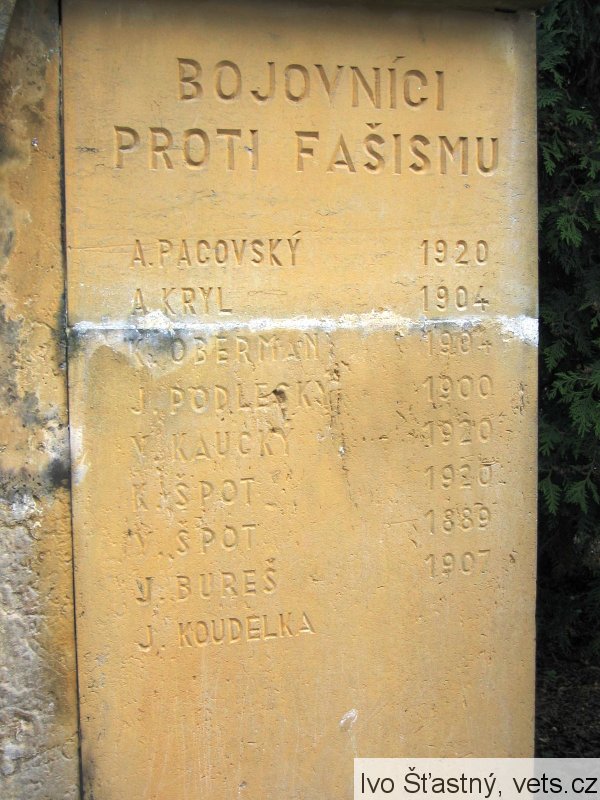 BOJOVNÍCI
PROTI FAŠISMU
A. PACOVSKÝ 1920
A. KRYL 1904
K. OBERMAN 1904
J. PODLESKÝ 1900
V. KAUCKÝ 1920
K. ŠPOT 1920
V. ŠPOT 1889
J. BUREŠ 1907
J. KOUDELKA
Ivo Šťastný, vets.cz